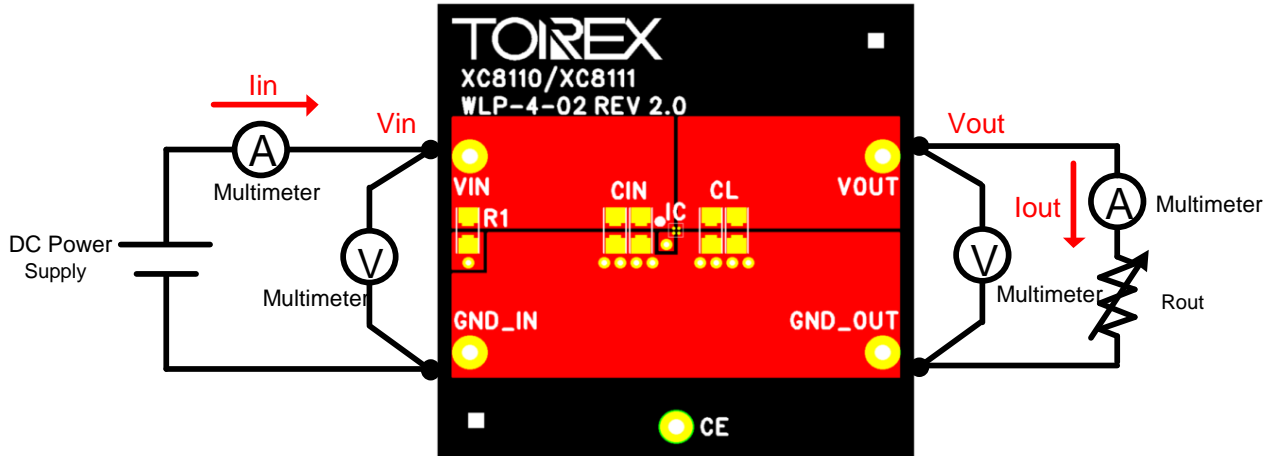 TOREX
XC8110/XC8111
WLP-4-02 REV 2.0
Iin
Vin
A
Multimeter
DC Power
Supply
V
Multimeter
VIN
R1
CIN
IC
CL
VOUT
GND_IN
GND_OUT
CE
Vout
Iout
A
Multimeter
V
Multimeter
Rout